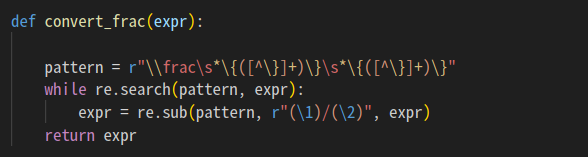 def convert_frac(expr):
    pattern = r"\\frac\s*\{([^\}]+)\}\s*\{([^\}]+)\}"
    while re.search(pattern, expr):
        expr = re.sub(pattern, r"(\1)/(\2)", expr)
    return expr